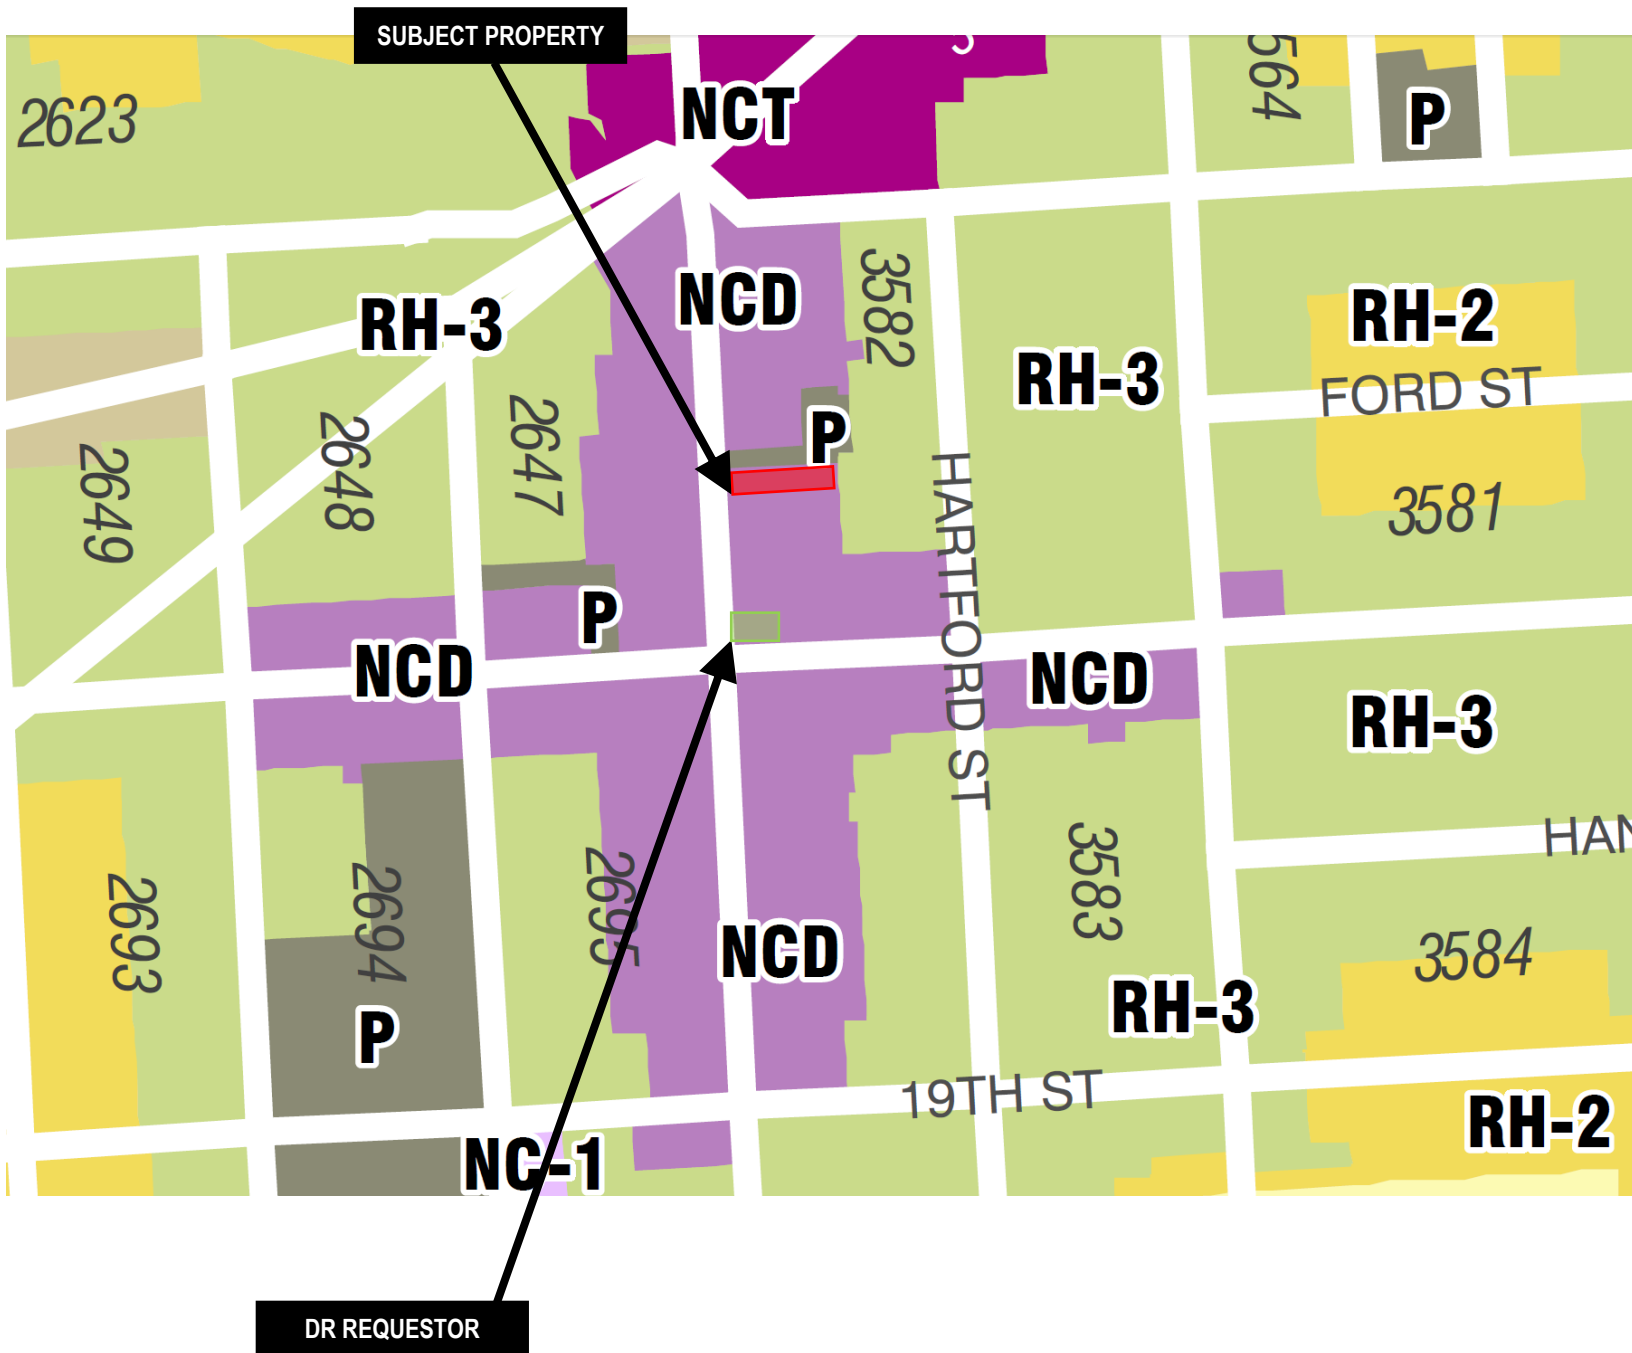 SUBJECT PROPERTY
564
2623
NCT
P
3582
NCD
RH-3
RH-2
RH-3
FORD ST
2647
2648
P
2649
HARTFORD ST
3581
P
NCD
NCD
RH-3
HAN
3583
2693
2694
2695
NCD
3584
RH-3
P
19TH ST
RH-2
NC-1
DR REQUESTOR